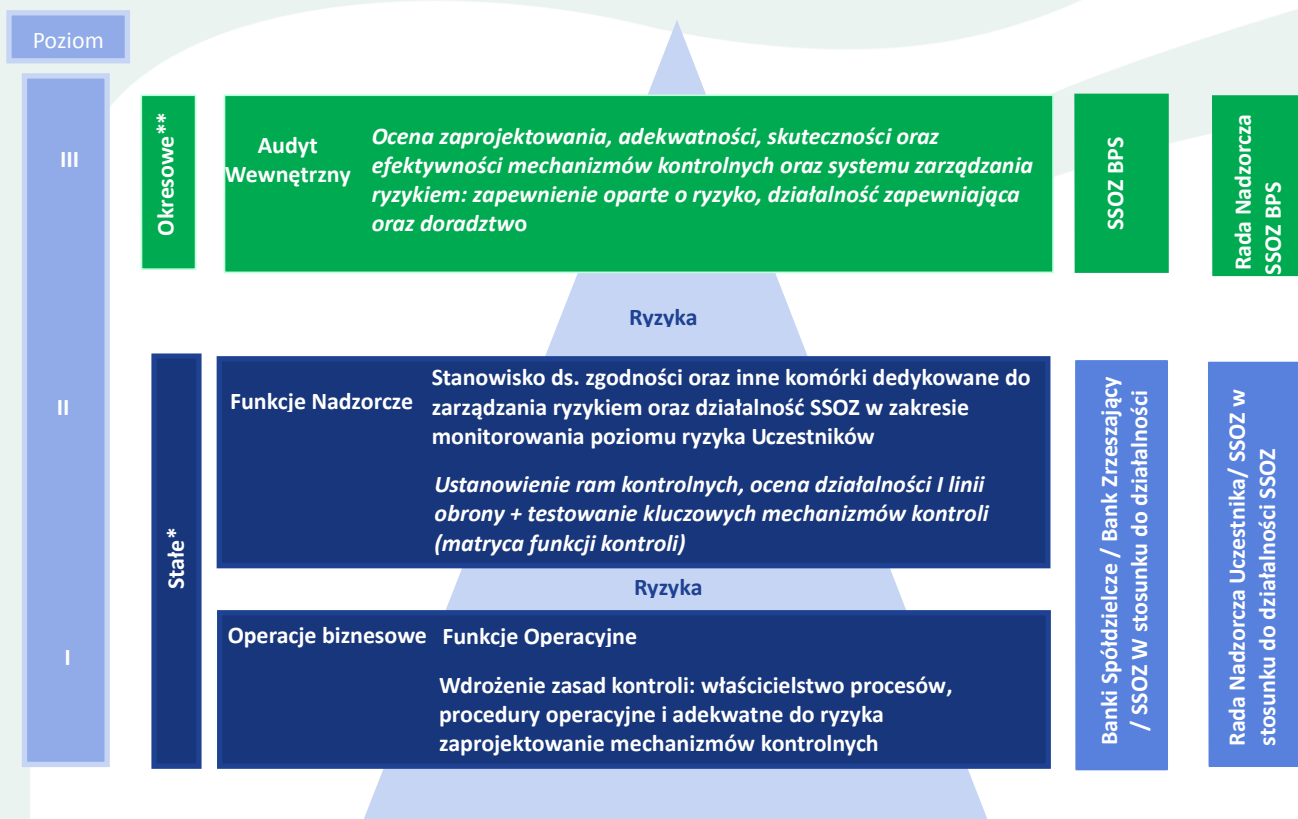 Poziom
III
Okresowe**
Audyt
Wewnętrzny
Ocena zaprojektowania, adekwatności, skuteczności oraz
efektywności mechanizmów kontrolnych oraz systemu zarządzania
ryzykiem: zapewnienie oparte o ryzyko, działalność zapewniająca
oraz doradztwo
SSOZ BPS
Rada Nadzorcza
SSOZ BPS
Ryzyka
II
Stałe*
Funkcje Nadzorcze
Stanowisko ds. zgodności oraz inne komórki dedykowane do
zarządzania ryzykiem oraz działalność SSOZ w zakresie
monitorowania poziomu ryzyka Uczestników
Ustanowienie ram kontrolnych, ocena działalności I linii
obrony + testowanie kluczowych mechanizmów kontroli
(matryca funkcji kontroli)
Ryzyka
I
Operacje biznesowe
Funkcje Operacyjne
Wdrożenie zasad kontroli: właścicielstwo procesów,
procedury operacyjne i adekwatne do ryzyka
zaprojektowanie mechanizmów kontrolnych
Banki Spółdzielcze / Bank Zrzeszający
/ SSOZ W stosunku do działalności
Rada Nadzorcza Uczestnika/ SSOZ w
stosunku do działalności SSOZ